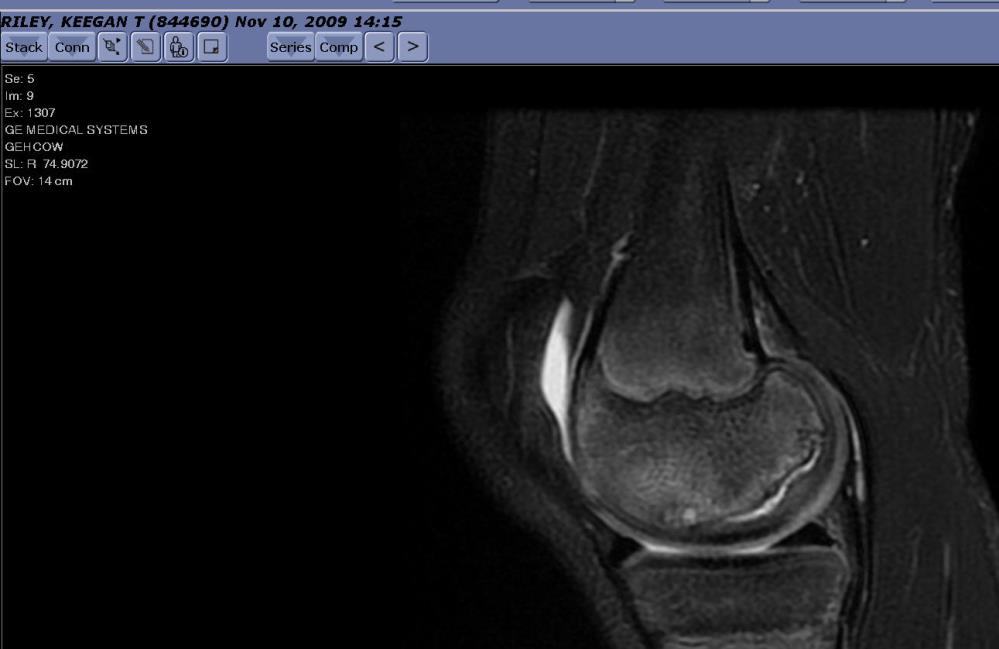 RILEY, KEEGAN T (844690) Nov 10, 2009 14:15
Stack Conn Series Comp < >
Se: 5
Im: 9
Ex: 1307
GE MEDICAL SYSTEMS
GEHCOW
SL: R 74.9072
FOV: 14 cm